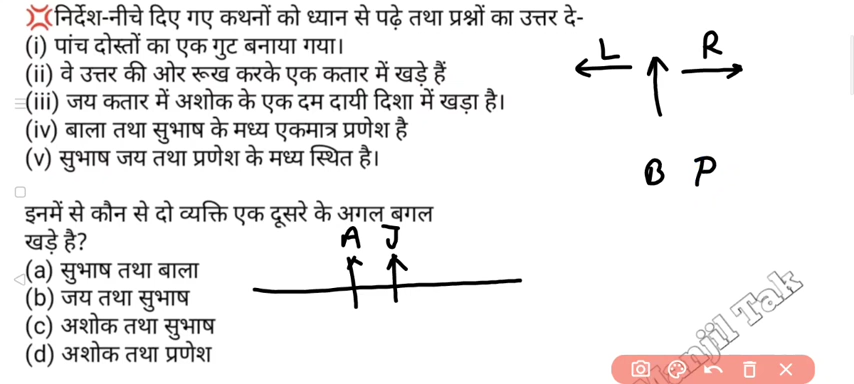 निर्देश-नीचे दिए गए कथनों को ध्यान से पढ़े तथा प्रश्नों का उत्तर दे-
(i) पांच दोस्तों का एक गुट बनाया गया।
(ii) वे उत्तर की ओर रूख करके एक कतार में खड़े हैं
(iii) जय कतार में अशोक के एक दम दायी दिशा में खड़ा है।
(iv) बाला तथा सुभाष के मध्य एकमात्र प्रणेश है
(v) सुभाष जय तथा प्रणेश के मध्य स्थित है।
L R
B P
इनमें से कौन से दो व्यक्ति एक दूसरे के अगल बगल
खड़े है?
A J
(a) सुभाष तथा बाला
(b) जय तथा सुभाष
(c) अशोक तथा सुभाष
(d) अशोक तथा प्रणेश
Manjil Tak